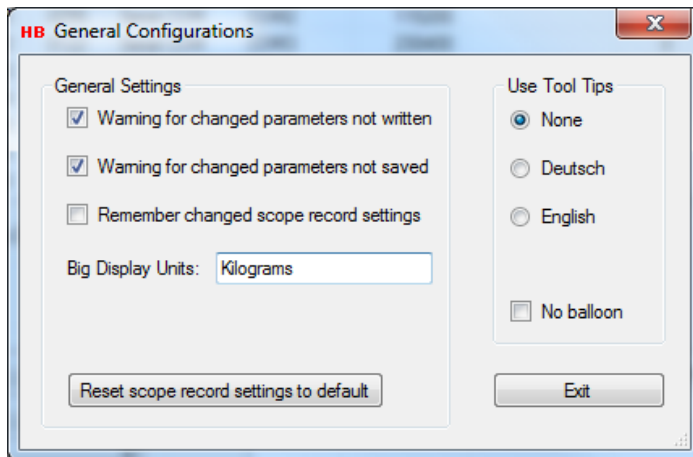 HB General Configurations
General Settings
Warning for changed parameters not written
Warning for changed parameters not saved
Remember changed scope record settings
Big Display Units: Kilograms
Reset scope record settings to default
Use Tool Tips
None
Deutsch
English
No balloon
Exit